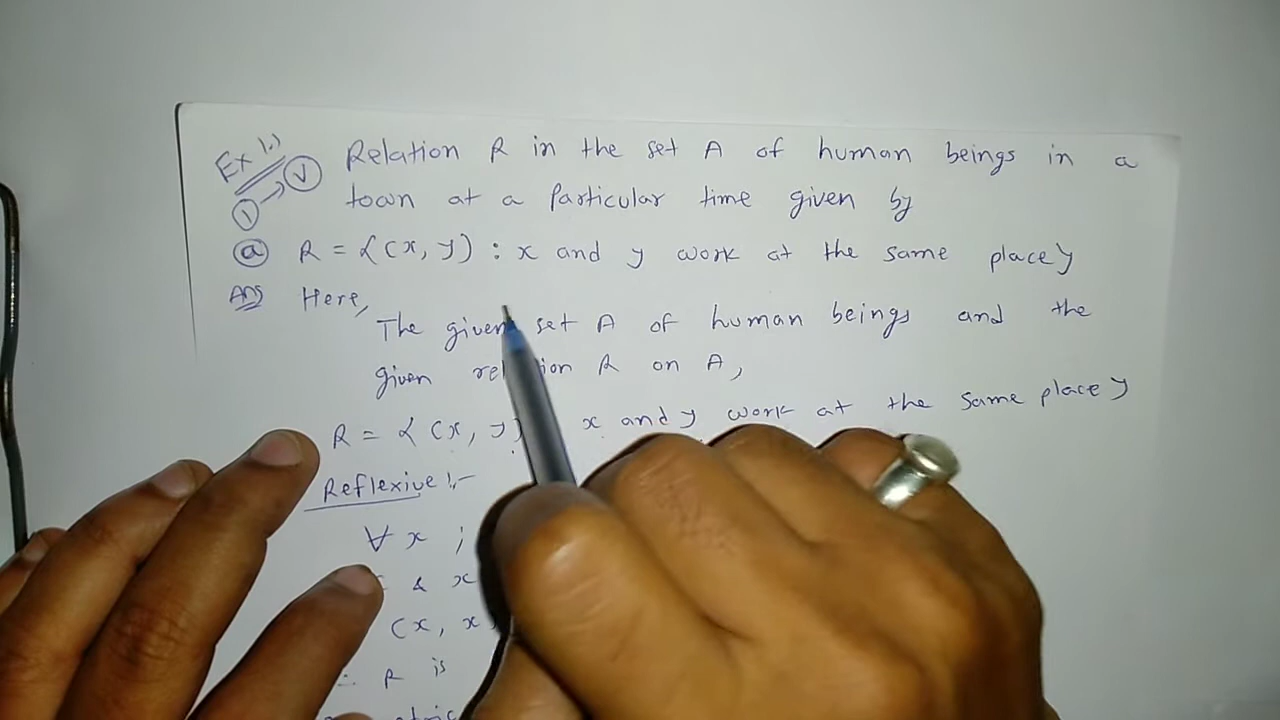 Ex 1.1 Relation R in the set A of human beings in a
① → ⓥ town at a particular time given by
ⓐ R = {(x, y) : x and y work at the same place}
Ans Here,
The given set A of human beings and the
given relation R on A,
R = {(x, y) x and y work at the same place}
Reflexive :-
∀ x ;
& x
(x, x
∴ R is